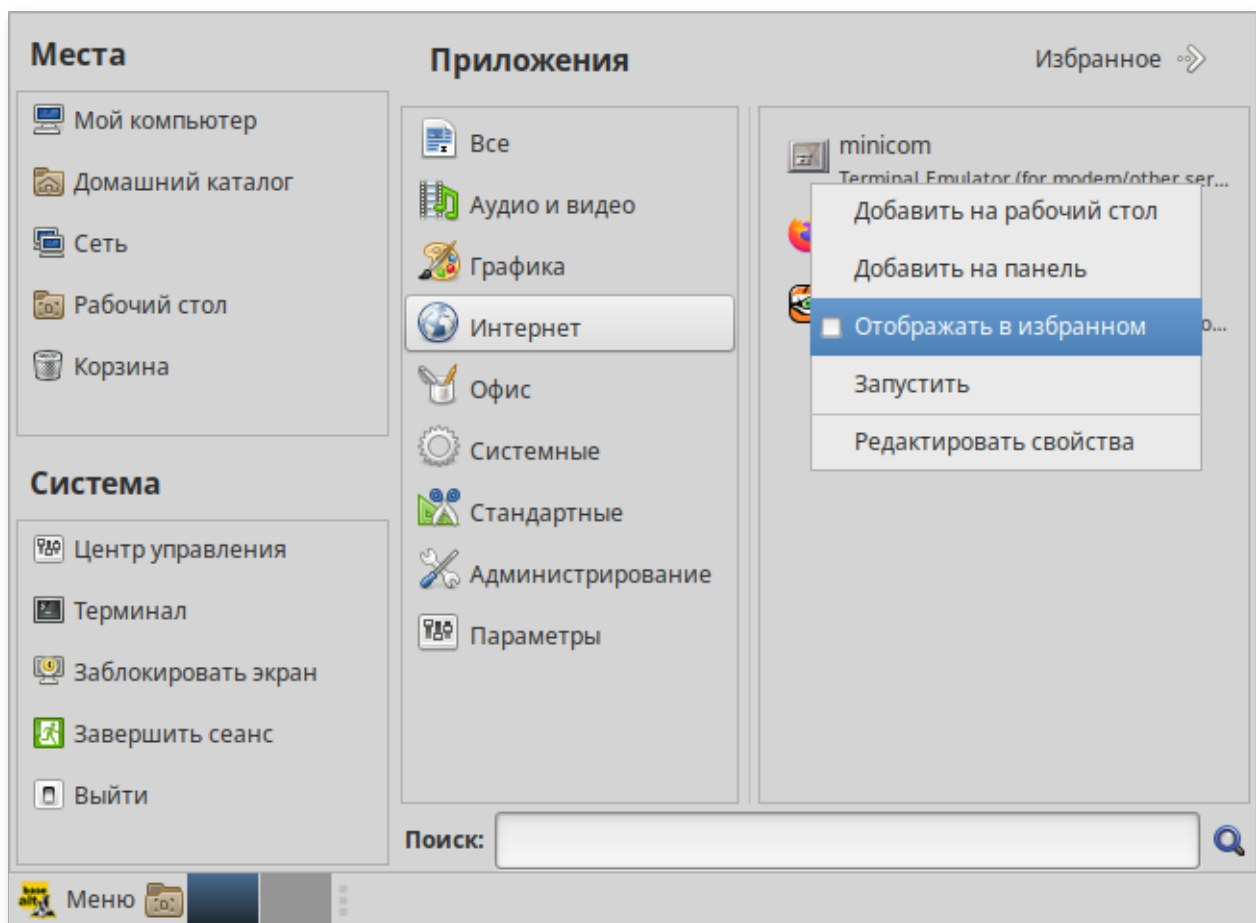 Места
Мой компьютер
Домашний каталог
Сеть
Рабочий стол
Корзина
Система
Центр управления
Терминал
Заблокировать экран
Завершить сеанс
Выйти
Приложения
Избранное
Все
Аудио и видео
Графика
Интернет
Офис
Системные
Стандартные
Администрирование
Параметры
minicom
Terminal Emulator (for modem/other ser...
Добавить на рабочий стол
Добавить на панель
Отображать в избранном
Запустить
Редактировать свойства
Поиск:
base
alt
Меню